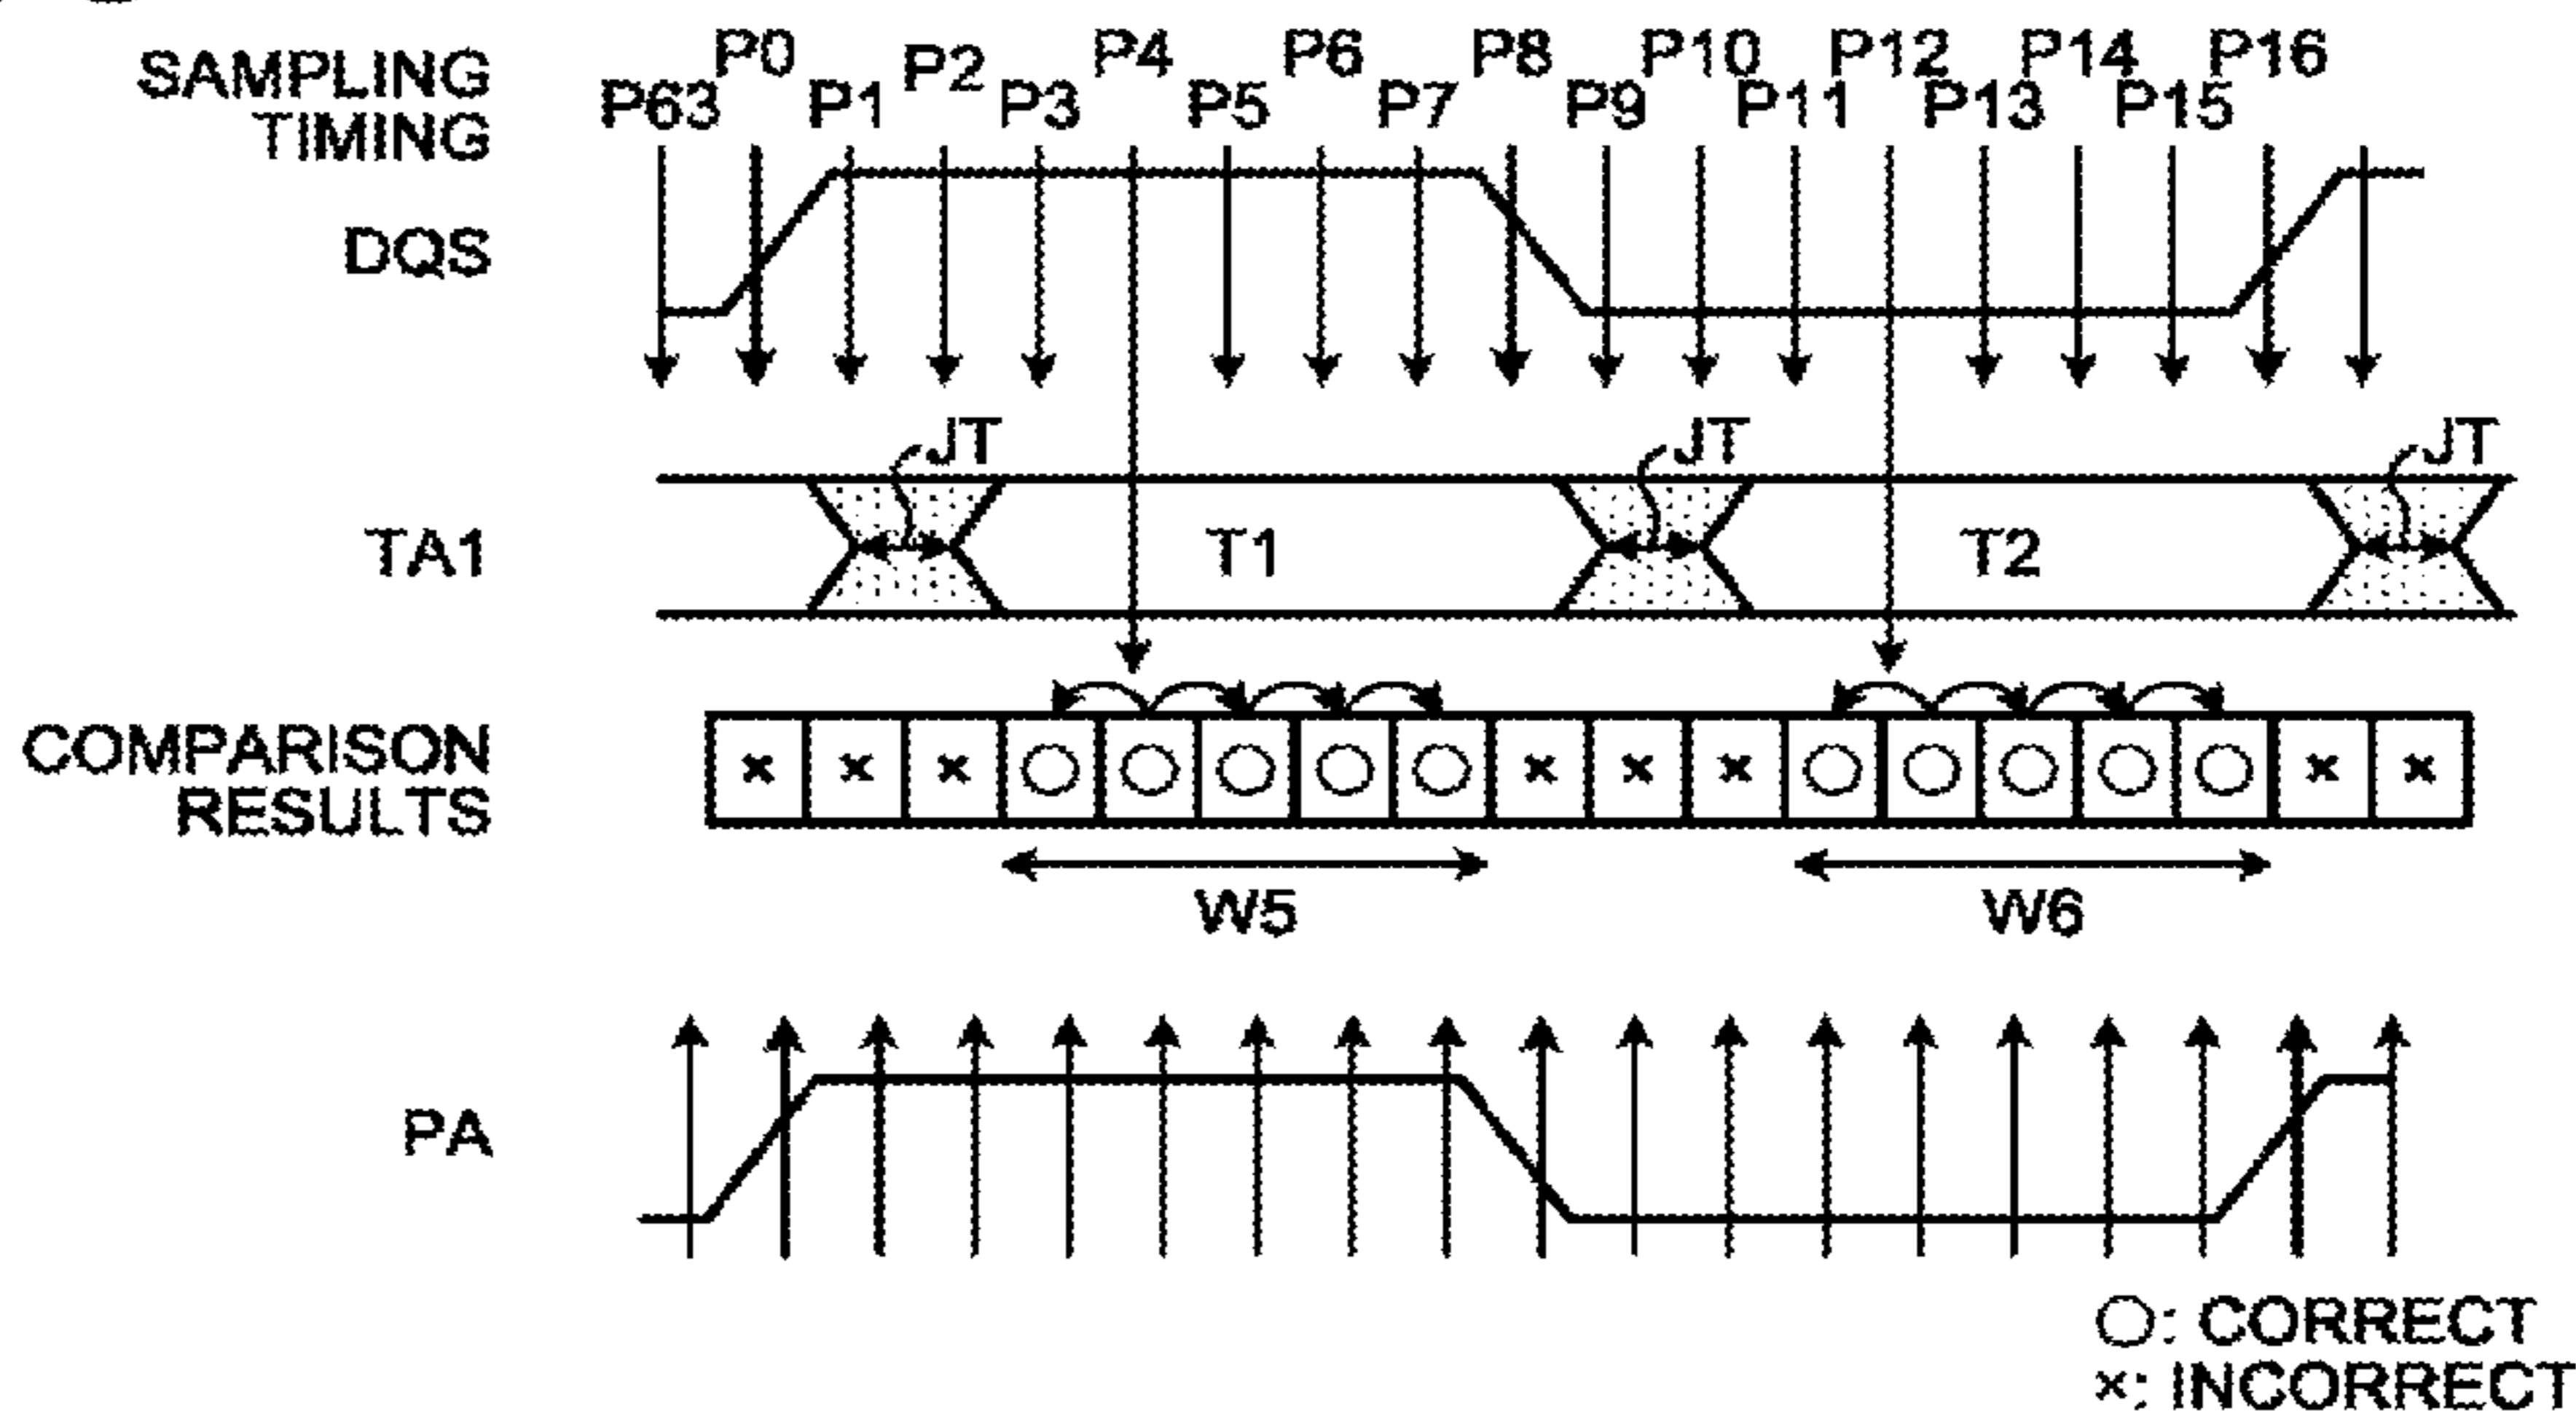 SAMPLING
TIMING
P0 P2 P4 P6 P8 P10 P12 P14 P16
P63 P1 P3 P5 P7 P9 P11 P13 P15
DQS
JT JT JT
TA1 T1 T2
COMPARISON
RESULTS
× × × ○ ○ ○ ○ ○ × × × ○ ○ ○ ○ ○ × ×
W5 W6
PA
○: CORRECT
×: INCORRECT